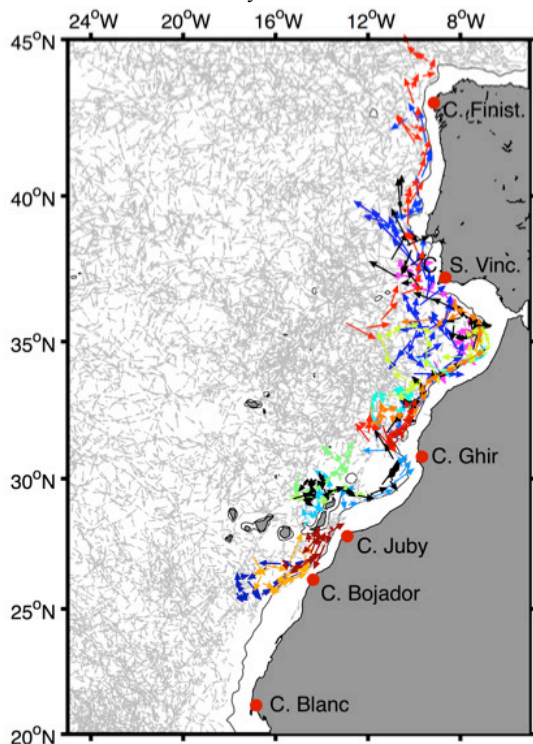 24°W 20°W 16°W 12°W 8°W
45°N
C. Finist.
40°N
C. S. Vinc.
35°N
C. Ghir
30°N
C. Juby
C. Bojador
25°N
C. Blanc
20°N